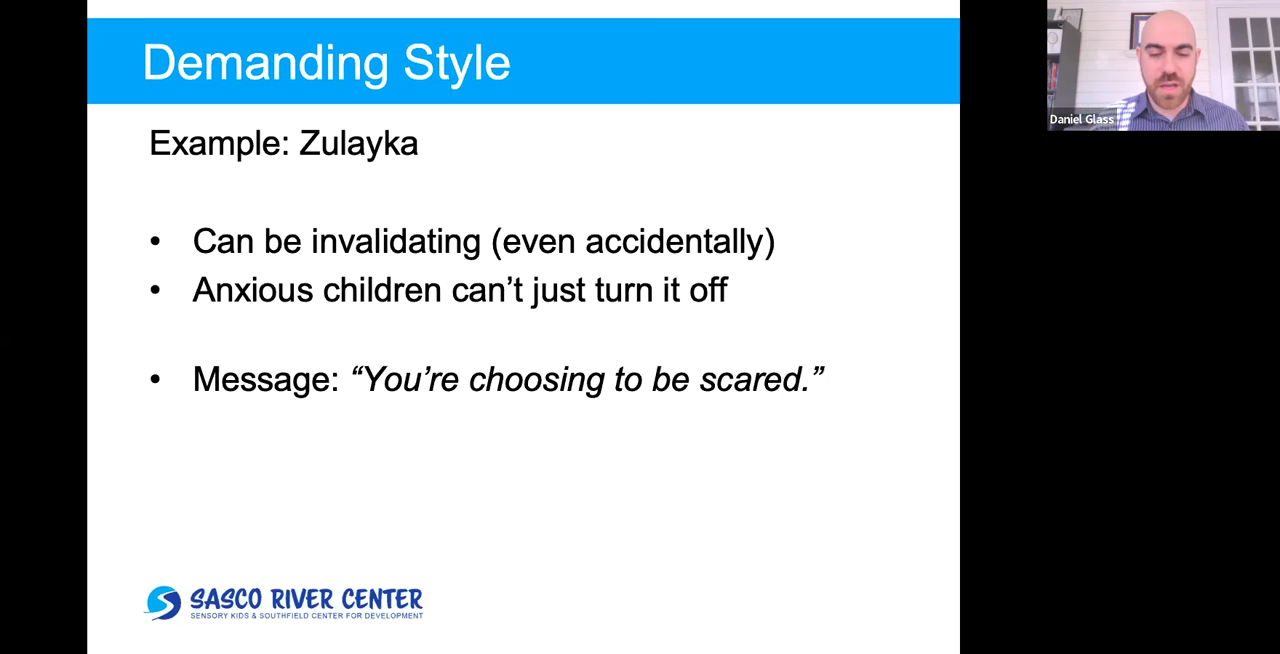 Demanding Style
Example: Zulayka
• Can be invalidating (even accidentally)
• Anxious children can’t just turn it off
• Message: “You’re choosing to be scared.”
SASCO RIVER CENTER
SENSORY KIDS & SOUTHFIELD CENTER FOR DEVELOPMENT
Daniel Glass